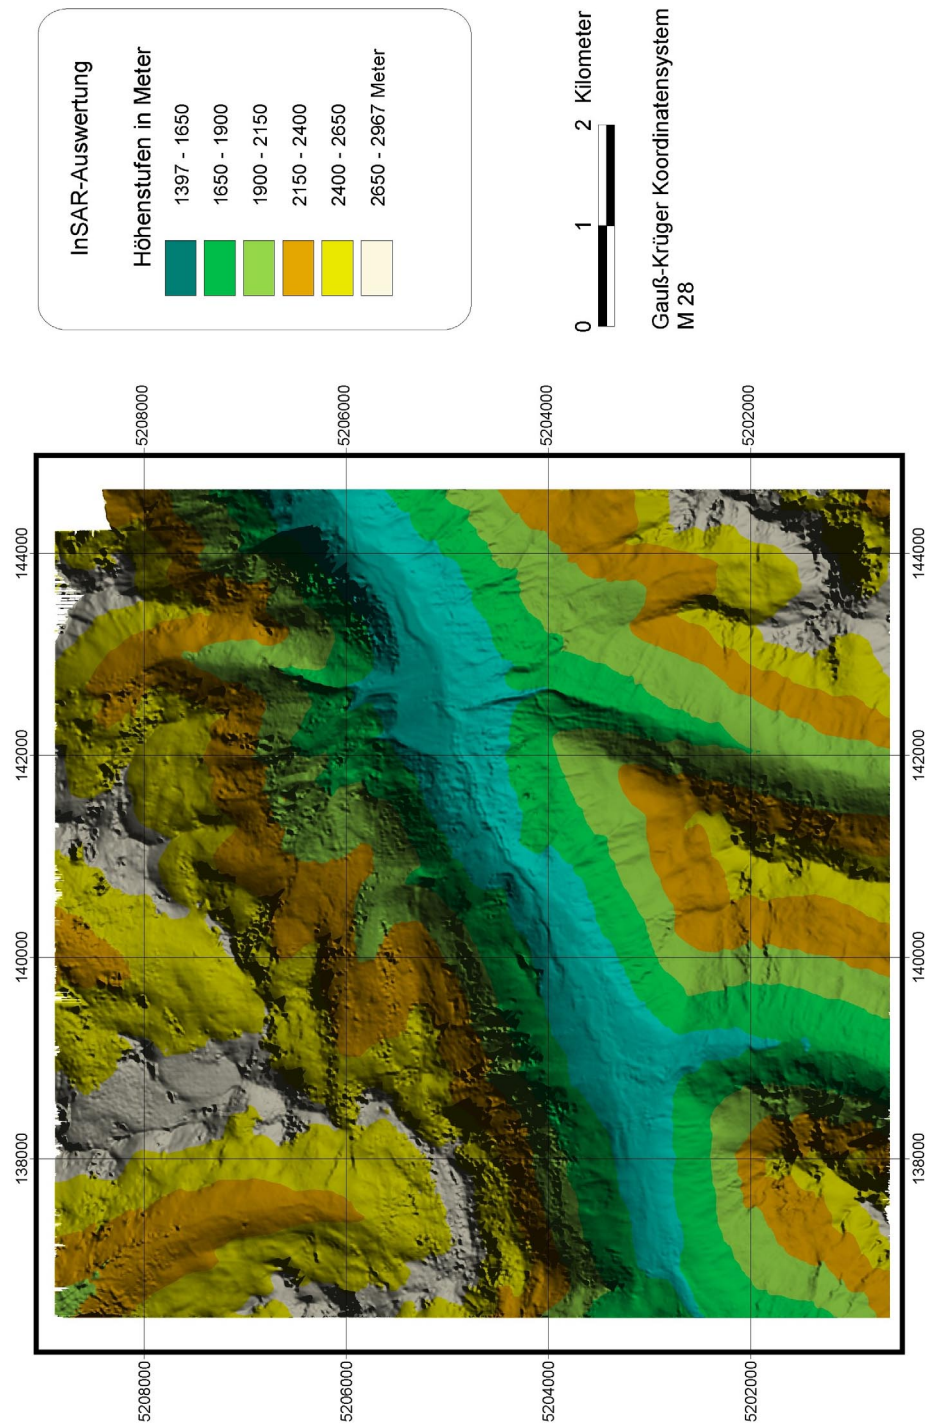 InSAR-Auswertung
Höhenstufen in Meter
1397 - 1650
1650 - 1900
1900 - 2150
2150 - 2400
2400 - 2650
2650 - 2967 Meter
0 1 2 Kilometer
Gauß-Krüger Koordinatensystem
M 28
138000 140000 142000 144000
5208000 5208000
5206000 5206000
5204000 5204000
5202000 5202000
138000 140000 142000 144000